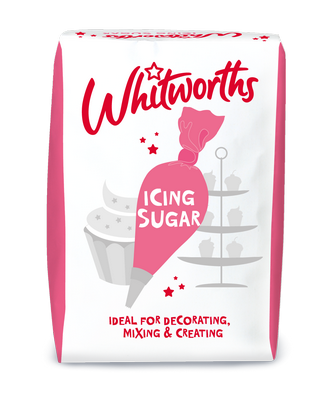 Whitworths
ICING
SUGAR
IDEAL FOR DECORATING,
MIXING & CREATING